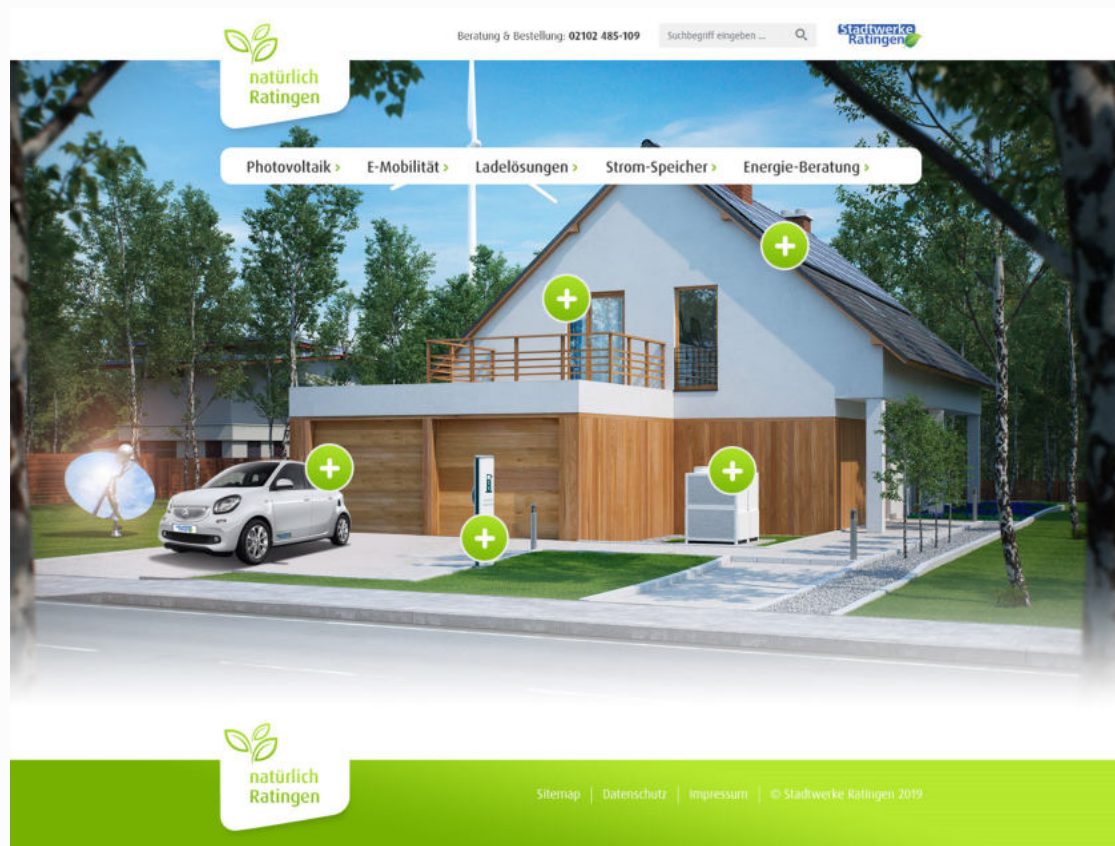 natürlich
Ratingen
Beratung & Bestellung: 02102 485-109
Suchbegriff eingeben ...
Stadtwerke
Ratingen
Photovoltaik > E-Mobilität > Ladelösungen > Strom-Speicher > Energie-Beratung >
natürlich
Ratingen
Sitemap | Datenschutz | Impressum | © Stadtwerke Ratingen 2019